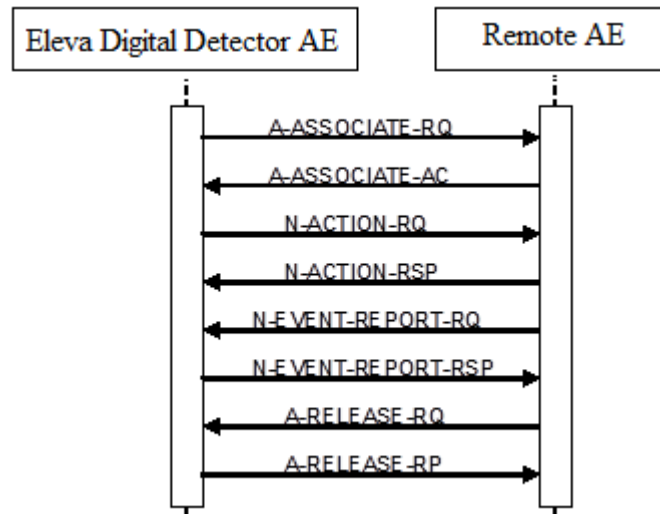 Eleva Digital Detector AE
Remote AE
A-ASSOCIATE-RQ
A-ASSOCIATE-AC
N-ACTION-RQ
N-ACTION-RSP
N-EVENT-REPORT-RQ
N-EVENT-REPORT-RSP
A-RELEASE-RQ
A-RELEASE-RP